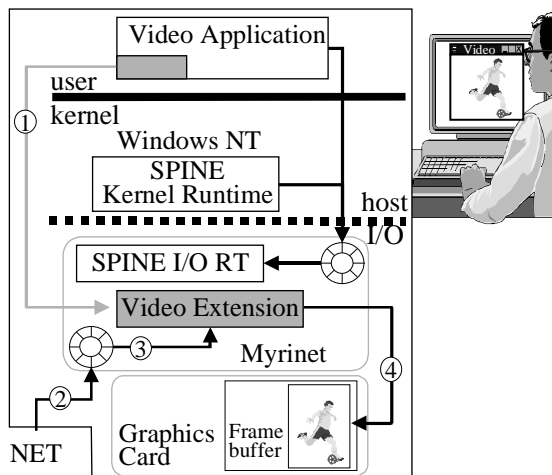 Video Application
Video
user
①
kernel
Windows NT
SPINE
Kernel Runtime
host
I/O
SPINE I/O RT
Video Extension
③
Myrinet
②
④
Graphics
Card
Frame
buffer
NET